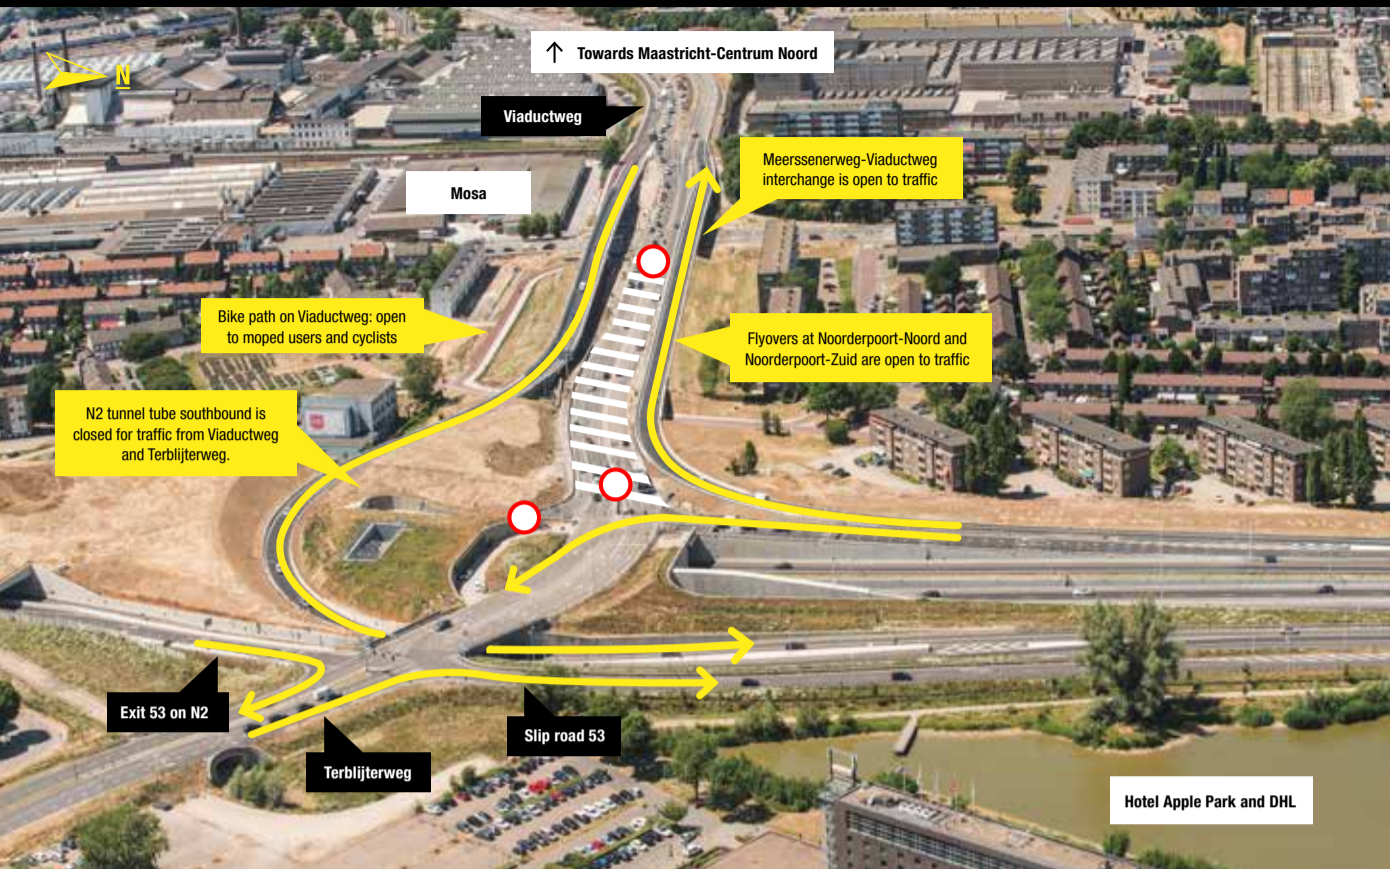 ↑ Towards Maastricht-Centrum Noord
N
Viaductweg
Meerssenerweg-Viaductweg
interchange is open to traffic
Mosa
Bike path on Viaductweg: open
to moped users and cyclists
Flyovers at Noorderpoort-Noord and
Noorderpoort-Zuid are open to traffic
N2 tunnel tube southbound is
closed for traffic from Viaductweg
and Terblijterweg.
Exit 53 on N2
Slip road 53
Terblijterweg
Hotel Apple Park and DHL